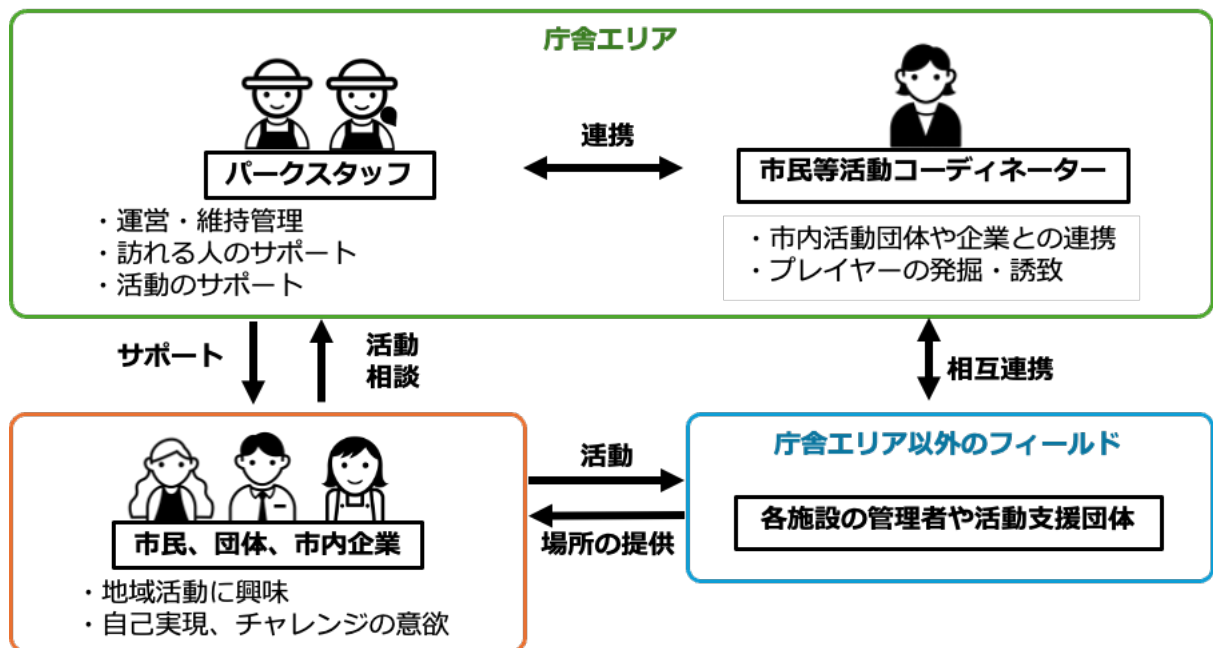 庁舎エリア
パークスタッフ
・運営・維持管理
・訪れる人のサポート
・活動のサポート
連携
市民等活動コーディネーター
・市内活動団体や企業との連携
・プレイヤーの発掘・誘致
サポート
活動
相談
相互連携
市民、団体、市内企業
・地域活動に興味
・自己実現、チャレンジの意欲
活動
場所の提供
庁舎エリア以外のフィールド
各施設の管理者や活動支援団体